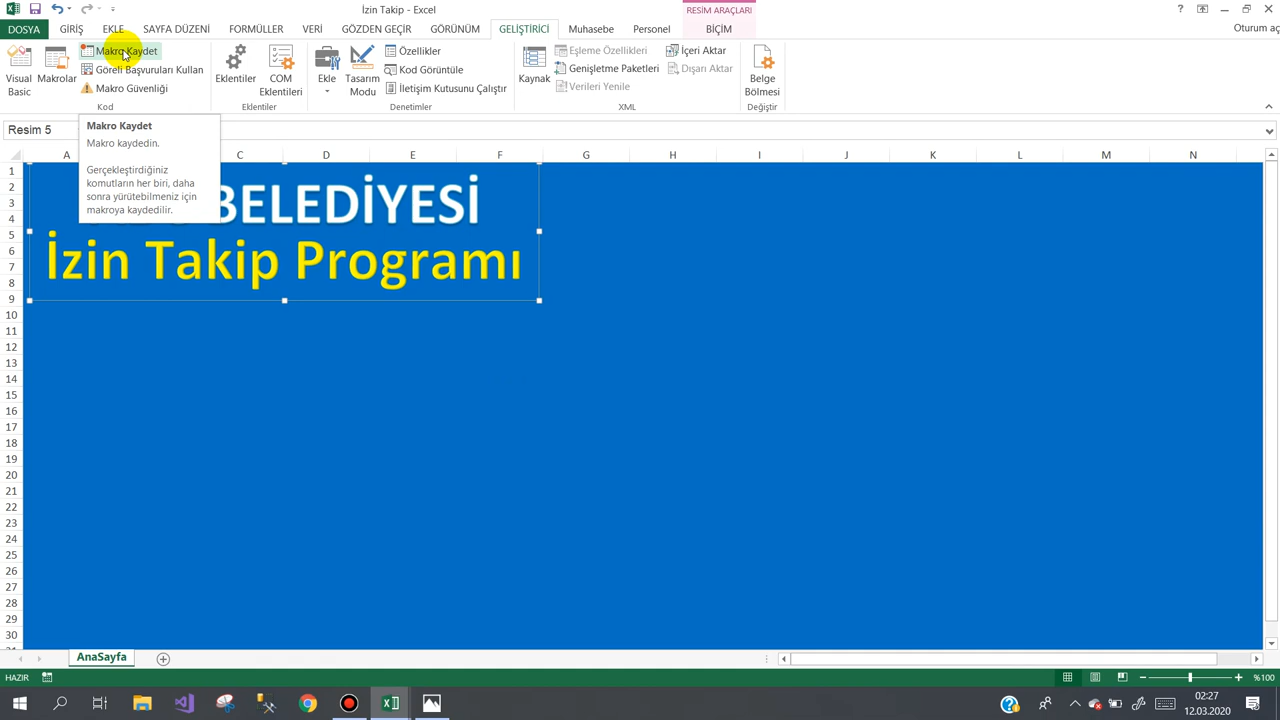 İzin Takip - Excel
RESİM ARAÇLARI
?
DOSYA
GİRİŞ
EKLE
SAYFA DÜZENİ
FORMÜLLER
VERİ
GÖZDEN GEÇİR
GÖRÜNÜM
GELİŞTİRİCİ
Muhasebe
Personel
BİÇİM
Oturum aç
Visual Basic
Makrolar
Makro Kaydet
Göreli Başvuruları Kullan
Makro Güvenliği
Kod
Eklentiler
COM Eklentileri
Eklentiler
Ekle
Tasarım Modu
Özellikler
Kod Görüntüle
İletişim Kutusunu Çalıştır
Denetimler
Kaynak
Eşleme Özellikleri
Genişletme Paketleri
Verileri Yenile
İçeri Aktar
Dışarı Aktar
XML
Belge Bölmesi
Değiştir
Resim 5
Makro Kaydet
Makro kaydedin.
Gerçekleştirdiğiniz
komutların her biri, daha
sonra yürütebilmeniz için
makroya kaydedilir.
A C D E F G H I J K L M N
1
2
3
4
5
6
7
8
9
10
11
12
13
14
15
16
17
18
19
20
21
22
23
24
25
26
27
28
29
30
BELEDİYESİ
İzin Takip Programı
AnaSayfa
HAZIR
%100
02:27
12.03.2020